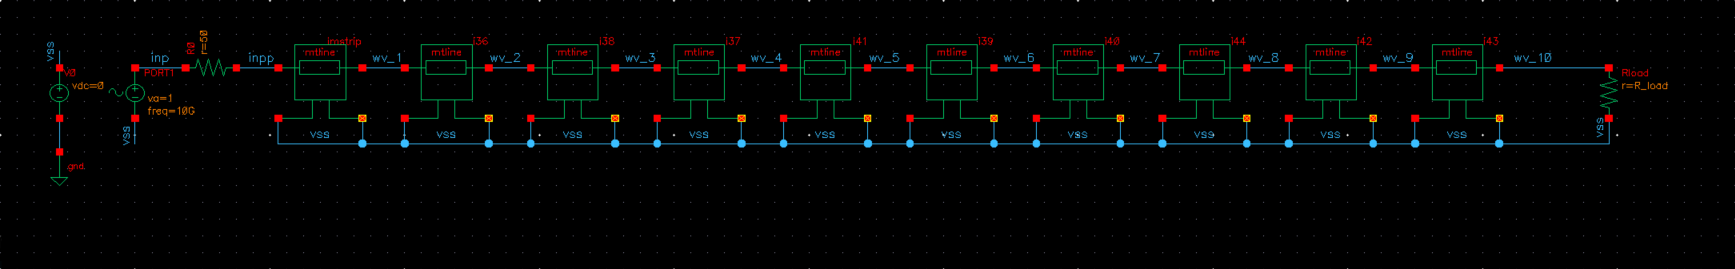 VSS
V0
vdc=0
gnd
inp
PORT1
va=1
freq=10G
VSS
R0
r=50
inpp
mstrip
mtline
VSS
wv_1
I36
mtline
VSS
wv_2
I38
mtline
VSS
wv_3
I37
mtline
VSS
wv_4
I41
mtline
VSS
wv_5
I39
mtline
VSS
wv_6
I40
mtline
VSS
wv_7
I44
mtline
VSS
wv_8
I42
mtline
VSS
wv_9
I43
mtline
VSS
wv_10
Rload
r=R_load
VSS